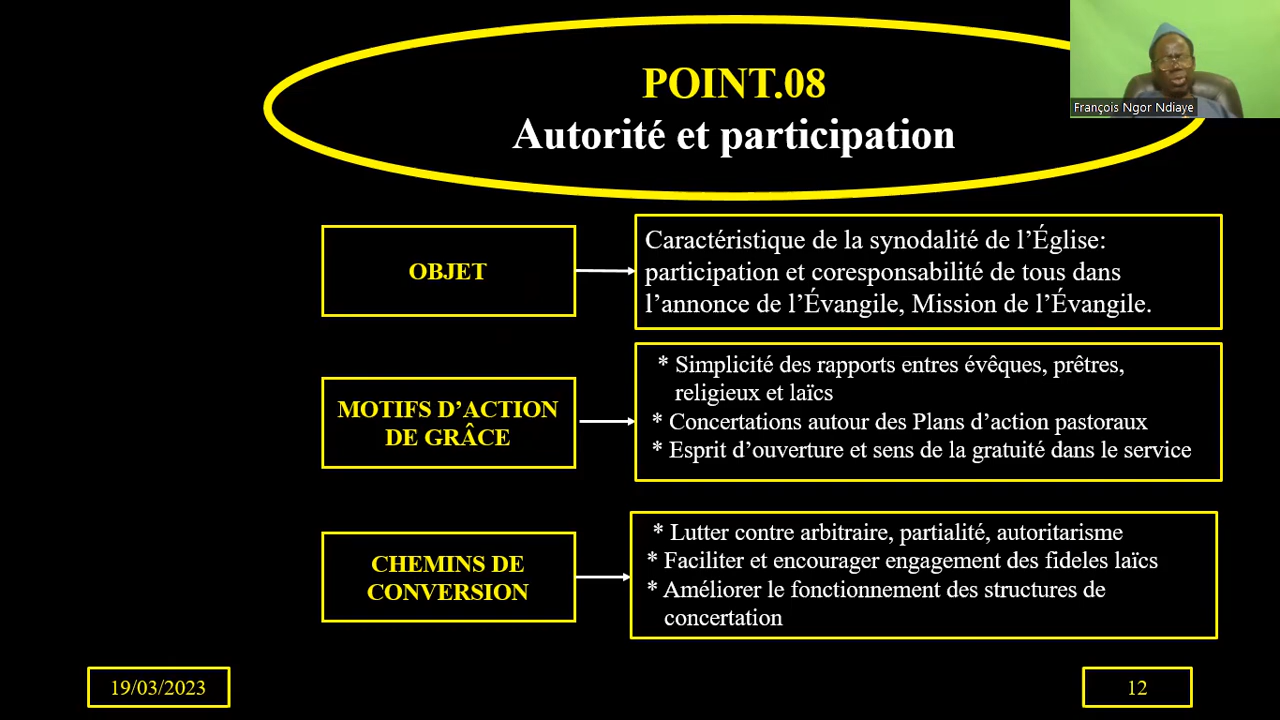 POINT.08
Autorité et participation
François Ngor Ndiaye
OBJET
Caractéristique de la synodalité de l’Église:
participation et coresponsabilité de tous dans
l’annonce de l’Évangile, Mission de l’Évangile.
MOTIFS D’ACTION
DE GRÂCE
* Simplicité des rapports entres évêques, prêtres,
religieux et laïcs
* Concertations autour des Plans d’action pastoraux
* Esprit d’ouverture et sens de la gratuité dans le service
CHEMINS DE
CONVERSION
* Lutter contre arbitraire, partialité, autoritarisme
* Faciliter et encourager engagement des fideles laïcs
* Améliorer le fonctionnement des structures de
concertation
19/03/2023
12